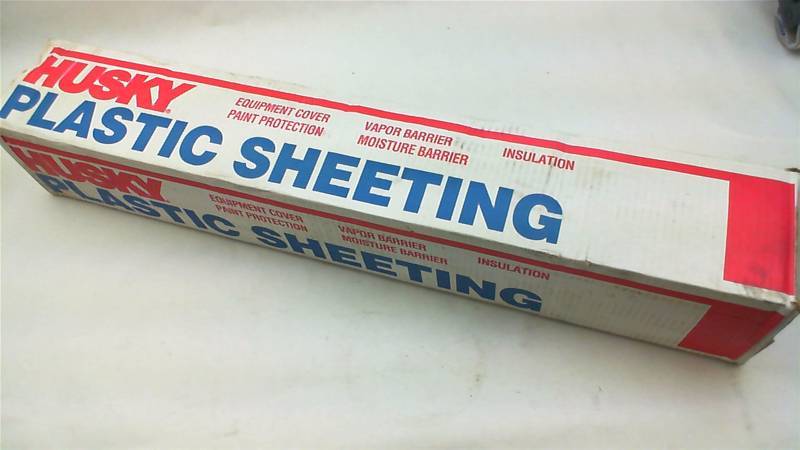 HUSKY®
PLASTIC SHEETING
EQUIPMENT COVER
PAINT PROTECTION
VAPOR BARRIER
MOISTURE BARRIER
INSULATION
HUSKY
PLASTIC SHEETING
EQUIPMENT COVER
PAINT PROTECTION
VAPOR BARRIER
MOISTURE BARRIER
INSULATION